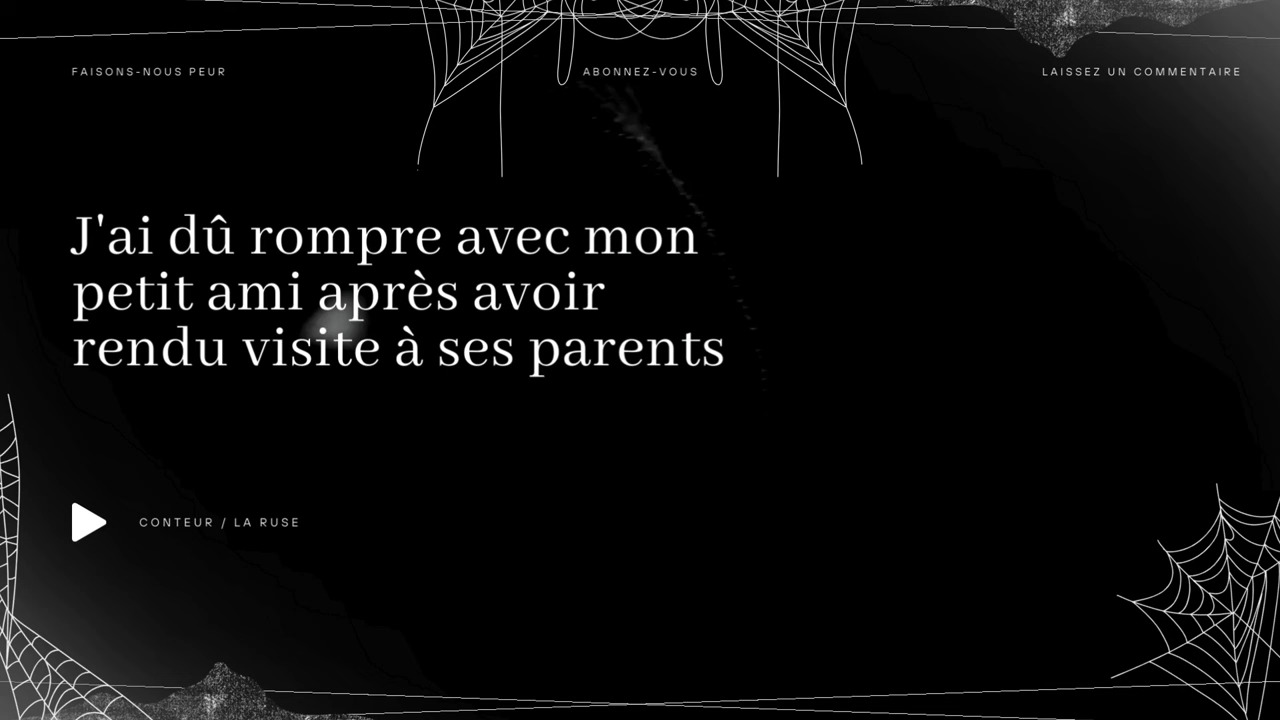 FAISONS-NOUS PEUR
ABONNEZ-VOUS
LAISSEZ UN COMMENTAIRE
J'ai dû rompre avec mon
petit ami après avoir
rendu visite à ses parents
CONTEUR / LA RUSE